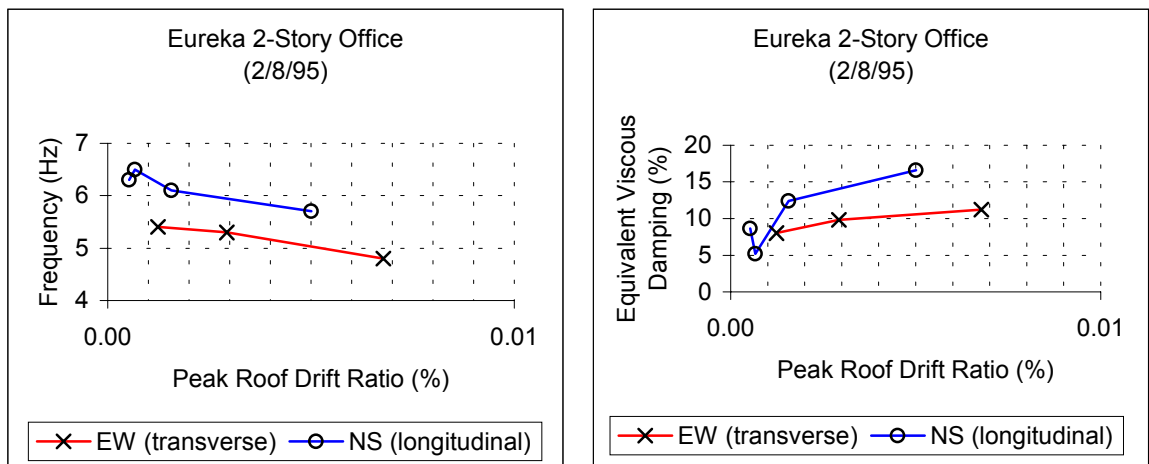 Eureka 2-Story Office
(2/8/95)
Frequency (Hz)
7
6
5
4
0.00
0.01
Peak Roof Drift Ratio (%)
EW (transverse)
NS (longitudinal)
Eureka 2-Story Office
(2/8/95)
Equivalent Viscous
Damping (%)
20
15
10
5
0
0.00
0.01
Peak Roof Drift Ratio (%)
EW (transverse)
NS (longitudinal)